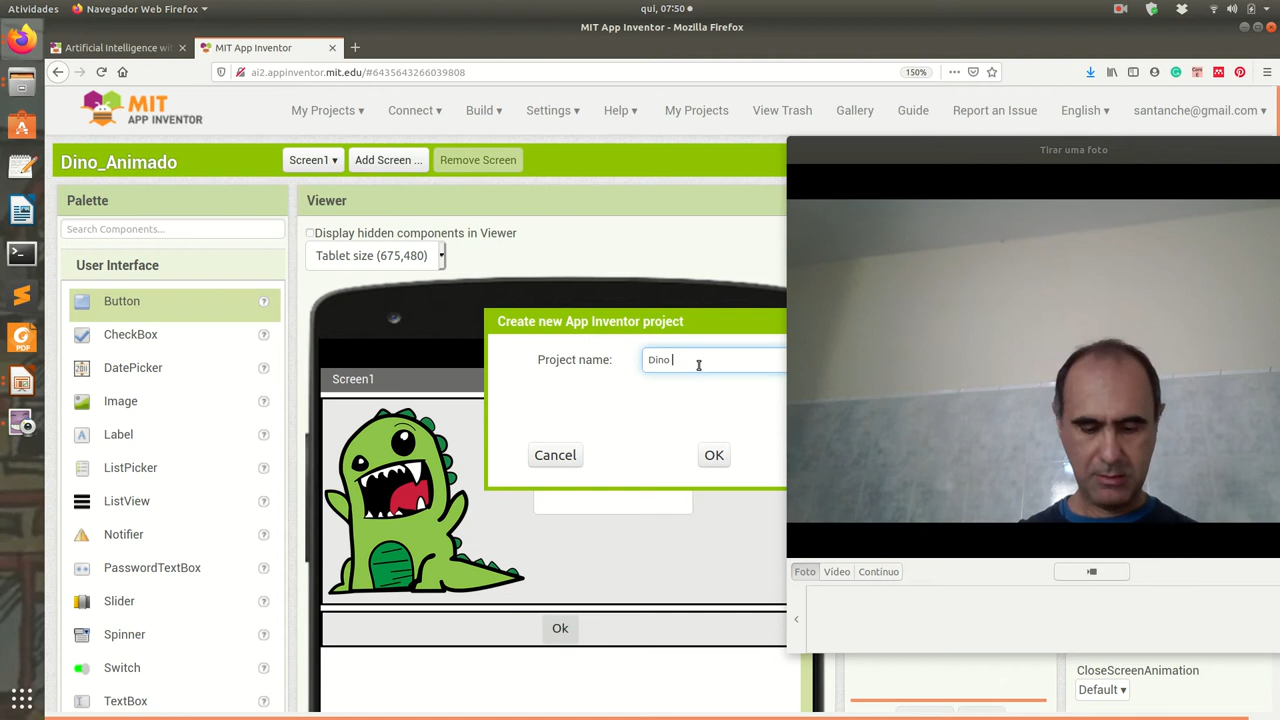 Atividades
Navegador Web Firefox ▾
qui, 07:50
MIT App Inventor - Mozilla Firefox
Artificial Intelligence wit
MIT App Inventor
ai2.appinventor.mit.edu/#6435643266039808
150%
MIT
APP INVENTOR
My Projects ▾
Connect ▾
Build ▾
Settings ▾
Help ▾
My Projects
View Trash
Gallery
Guide
Report an Issue
English ▾
santanche@gmail.com ▾
Dino_Animado
Screen1 ▾
Add Screen ...
Remove Screen
Tirar uma foto
Palette
Viewer
Search Components...
Display hidden components in Viewer
Tablet size (675,480)
User Interface
Button
CheckBox
DatePicker
Image
Label
ListPicker
ListView
Notifier
PasswordTextBox
Slider
Spinner
Switch
TextBox
Create new App Inventor project
Project name:
Dino
Cancel
OK
Screen1
Ok
Foto
Vídeo
Contínuo
CloseScreenAnimation
Default ▾